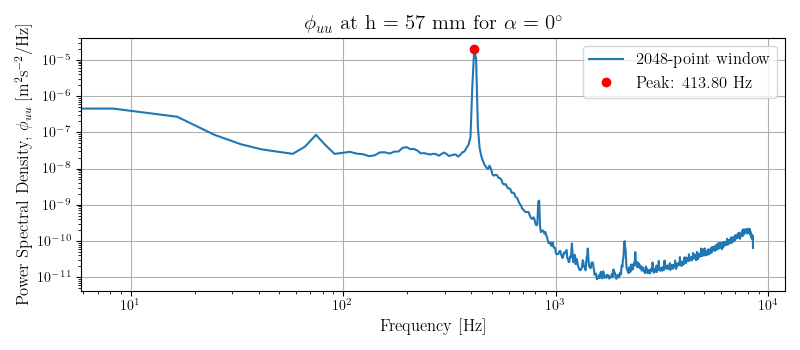 ϕ_uu at h = 57 mm for α = 0°
Power Spectral Density, ϕ_uu [m²s⁻²/Hz]
10⁻⁵
10⁻⁶
10⁻⁷
10⁻⁸
10⁻⁹
10⁻¹⁰
10⁻¹¹
2048-point window
Peak: 413.80 Hz
10¹
10²
10³
10⁴
Frequency [Hz]